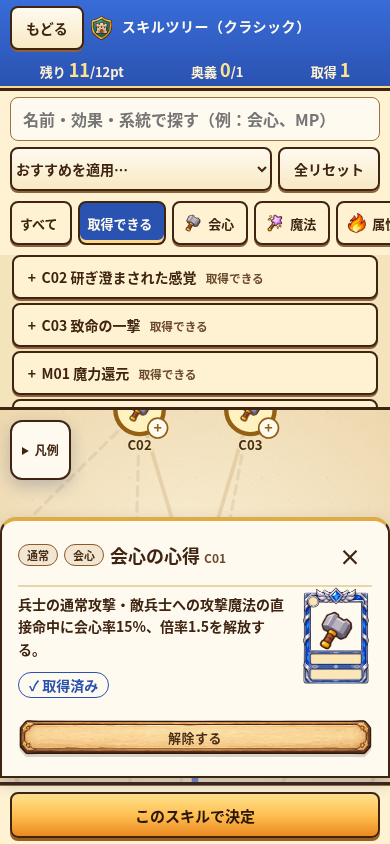 もどる
スキルツリー（クラシック）
残り 11/12pt 奥義 0/1 取得 1
名前・効果・系統で探す（例：会心、MP）
おすすめを適用… 全リセット
すべて 取得できる 会心 魔法 属
+ C02 研ぎ澄まされた感覚 取得できる
+ C03 致命の一撃 取得できる
+ M01 魔力還元 取得できる
▶ 凡例
C02 C03
通常 会心 会心の心得 C01
兵士の通常攻撃・敵兵士への攻撃魔法の直
接命中に会心率15%、倍率1.5を解放す
る。
✓取得済み
解除する
このスキルで決定